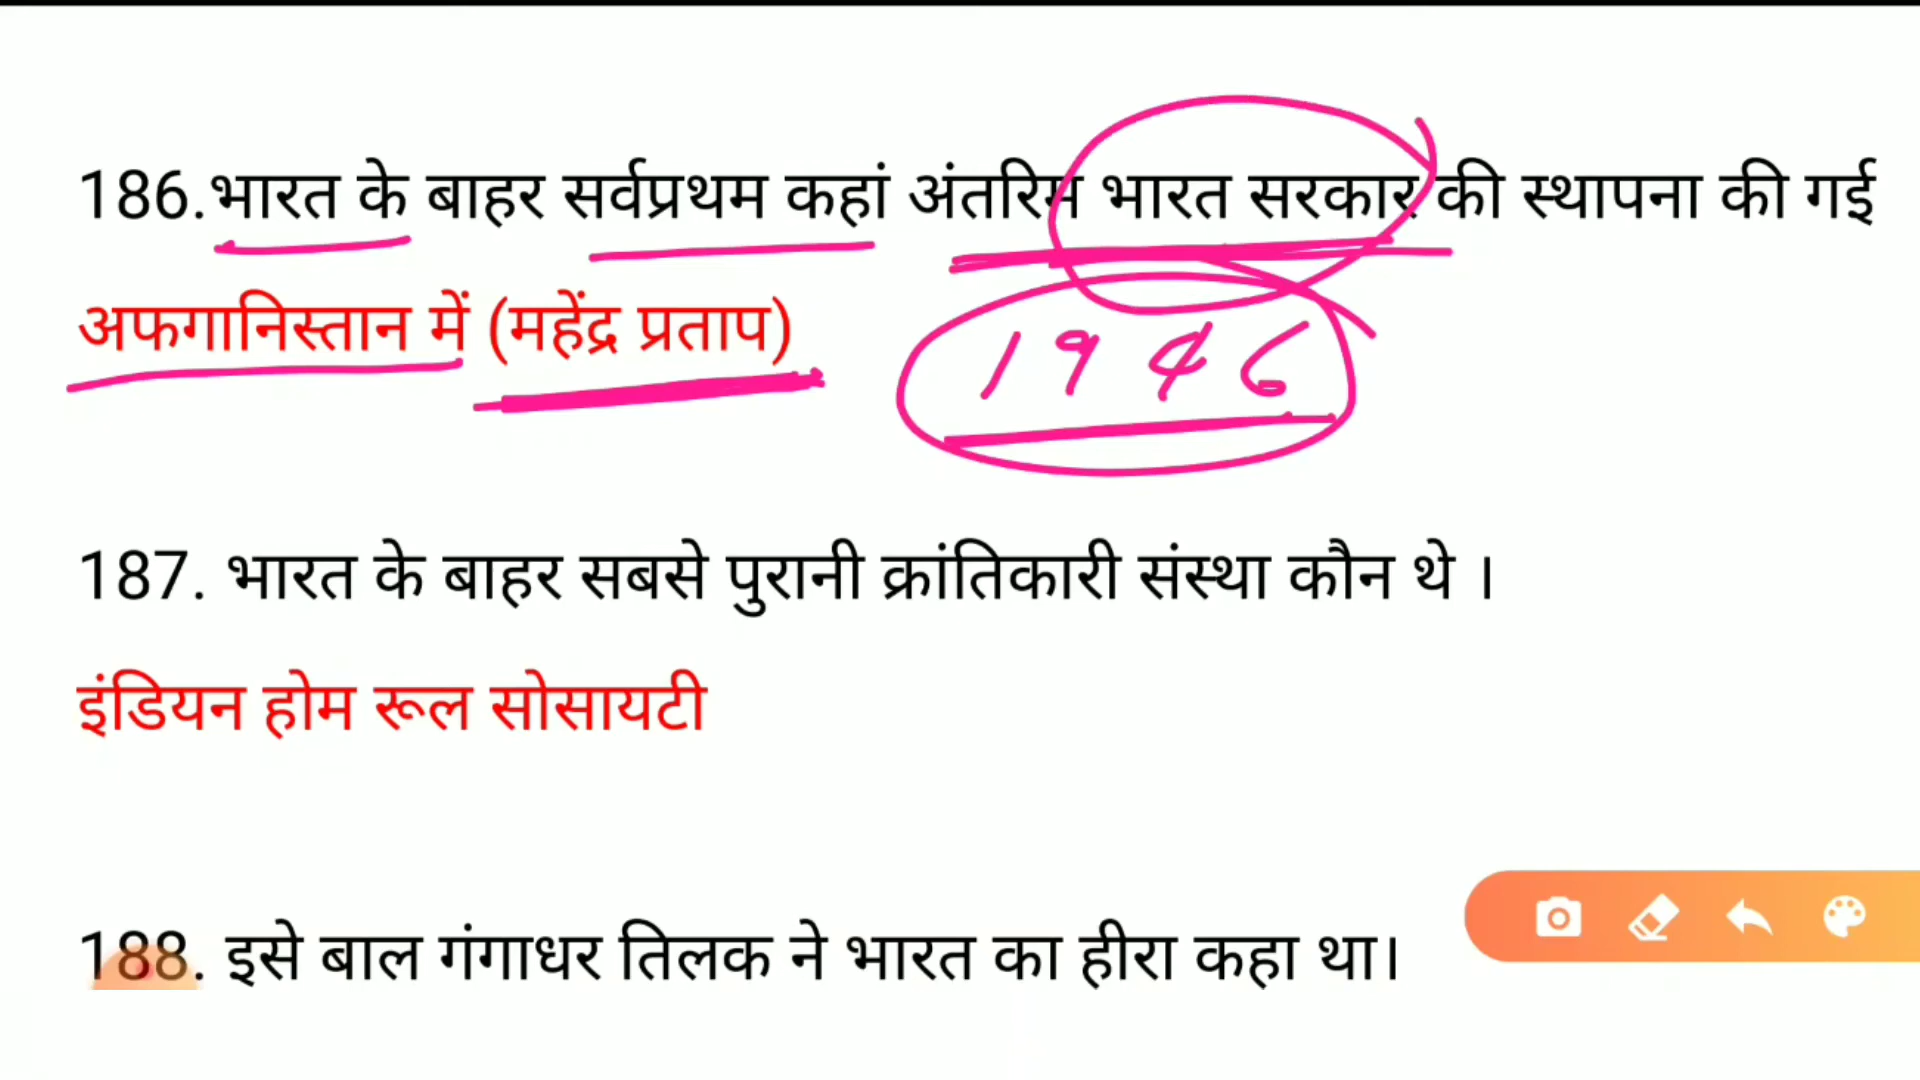 186.भारत के बाहर सर्वप्रथम कहां अंतरिम भारत सरकार की स्थापना की गई
अफगानिस्तान में (महेंद्र प्रताप)
1946
187. भारत के बाहर सबसे पुरानी क्रांतिकारी संस्था कौन थे ।
इंडियन होम रूल सोसायटी
188. इसे बाल गंगाधर तिलक ने भारत का हीरा कहा था।